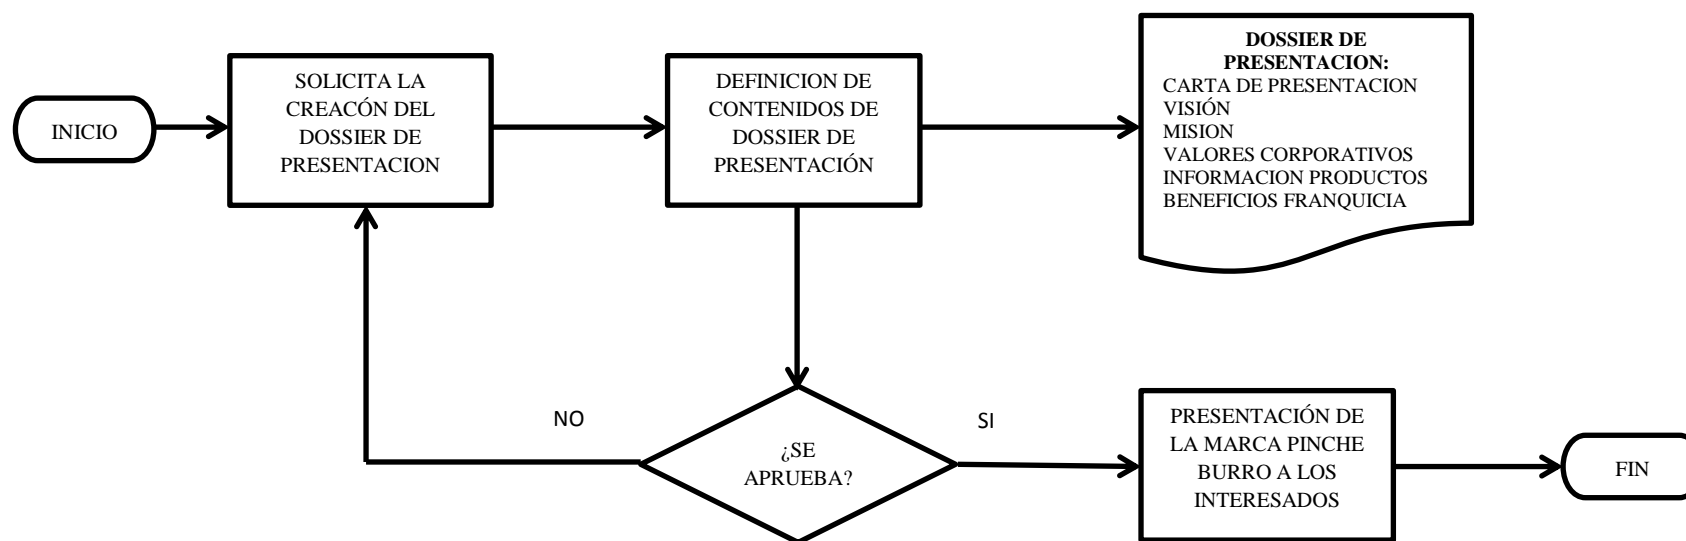 INICIO
SOLICITA LA
CREACÓN DEL
DOSSIER DE
PRESENTACION
DEFINICION DE
CONTENIDOS DE
DOSSIER DE
PRESENTACIÓN
DOSSIER DE
PRESENTACION:
CARTA DE PRESENTACION
VISIÓN
MISION
VALORES CORPORATIVOS
INFORMACION PRODUCTOS
BENEFICIOS FRANQUICIA
NO
¿SE
APRUEBA?
SI
PRESENTACIÓN DE
LA MARCA PINCHE
BURRO A LOS
INTERESADOS
FIN